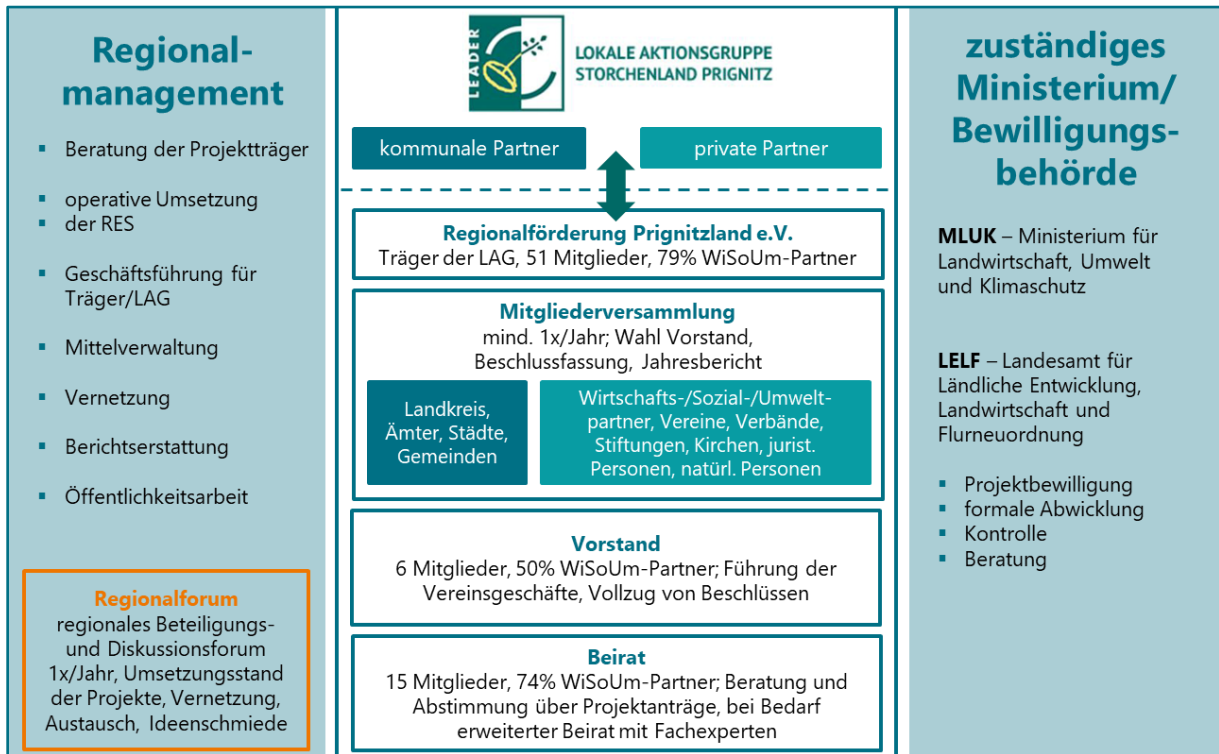 Regional-
management
▪ Beratung der Projektträger
▪ operative Umsetzung
▪ der RES
▪ Geschäftsführung für
Träger/LAG
▪ Mittelverwaltung
▪ Vernetzung
▪ Berichtserstattung
▪ Öffentlichkeitsarbeit
Regionalforum
regionales Beteiligungs-
und Diskussionsforum
1x/Jahr, Umsetzungsstand
der Projekte, Vernetzung,
Austausch, Ideenschmiede
LEADER
LOKALE AKTIONSGRUPPE
STORCHENLAND PRIGNITZ
kommunale Partner
private Partner
Regionalförderung Prignitzland e.V.
Träger der LAG, 51 Mitglieder, 79% WiSoUm-Partner
Mitgliederversammlung
mind. 1x/Jahr; Wahl Vorstand,
Beschlussfassung, Jahresbericht
Landkreis,
Ämter, Städte,
Gemeinden
Wirtschafts-/Sozial-/Umwelt-
partner, Vereine, Verbände,
Stiftungen, Kirchen, jurist.
Personen, natürl. Personen
Vorstand
6 Mitglieder, 50% WiSoUm-Partner; Führung der
Vereinsgeschäfte, Vollzug von Beschlüssen
Beirat
15 Mitglieder, 74% WiSoUm-Partner; Beratung und
Abstimmung über Projektanträge, bei Bedarf
erweiterter Beirat mit Fachexperten
zuständiges
Ministerium/
Bewilligungs-
behörde
MLUK – Ministerium für
Landwirtschaft, Umwelt
und Klimaschutz
LELF – Landesamt für
Ländliche Entwicklung,
Landwirtschaft und
Flurneuordnung
▪ Projektbewilligung
▪ formale Abwicklung
▪ Kontrolle
▪ Beratung